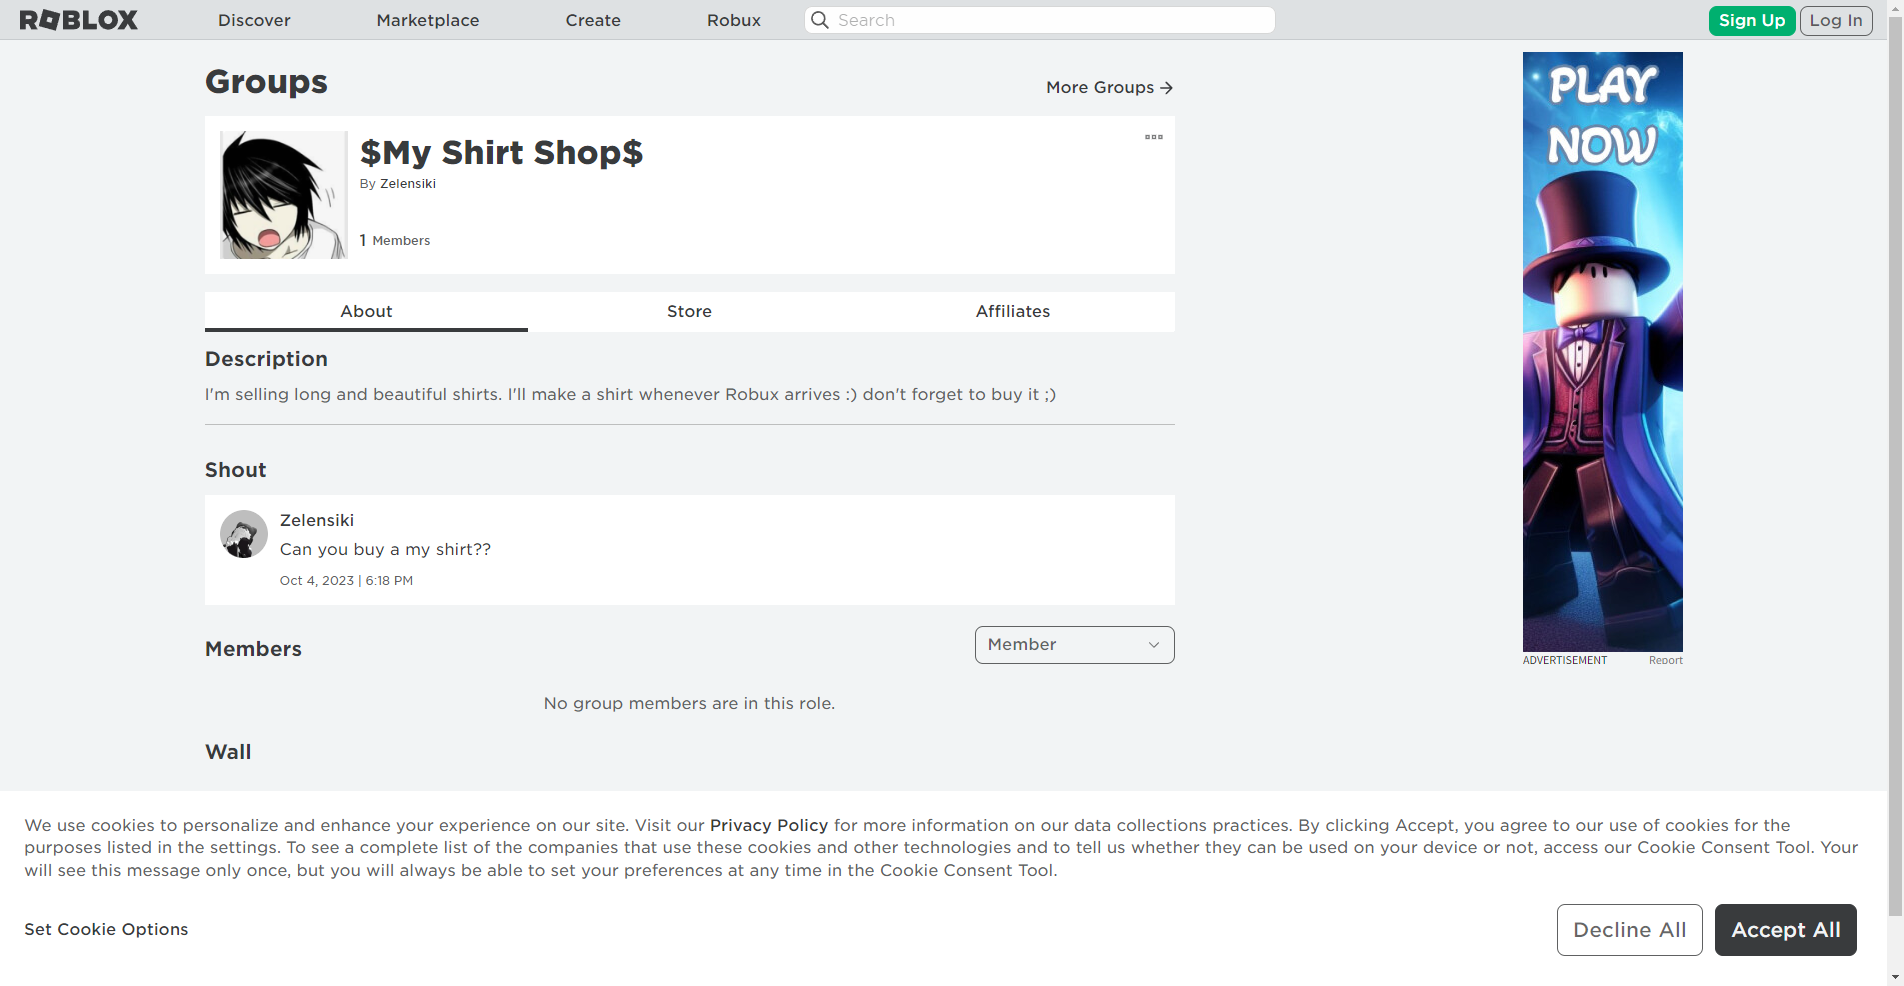 ROBLOX Discover Marketplace Create Robux Search Sign Up Log In
Groups
More Groups
$My Shirt Shop$
By Zelensiki
1 Members
About Store Affiliates
Description
I'm selling long and beautiful shirts. I'll make a shirt whenever Robux arrives :) don't forget to buy it ;)
Shout
Zelensiki
Can you buy a my shirt??
Oct 4, 2023 | 6:18 PM
Members
Member
No group members are in this role.
Wall
PLAY
NOW
ADVERTISEMENT Report
We use cookies to personalize and enhance your experience on our site. Visit our Privacy Policy for more information on our data collections practices. By clicking Accept, you agree to our use of cookies for the
purposes listed in the settings. To see a complete list of the companies that use these cookies and other technologies and to tell us whether they can be used on your device or not, access our Cookie Consent Tool. Your
will see this message only once, but you will always be able to set your preferences at any time in the Cookie Consent Tool.
Set Cookie Options
Decline All
Accept All